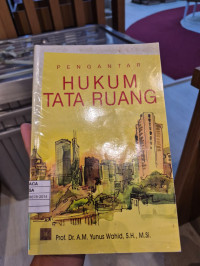 PENGANTAR
HUKUM
TATA RUANG
Prof. Dr. A.M. Yunus Wahid, S.H., M.Si.